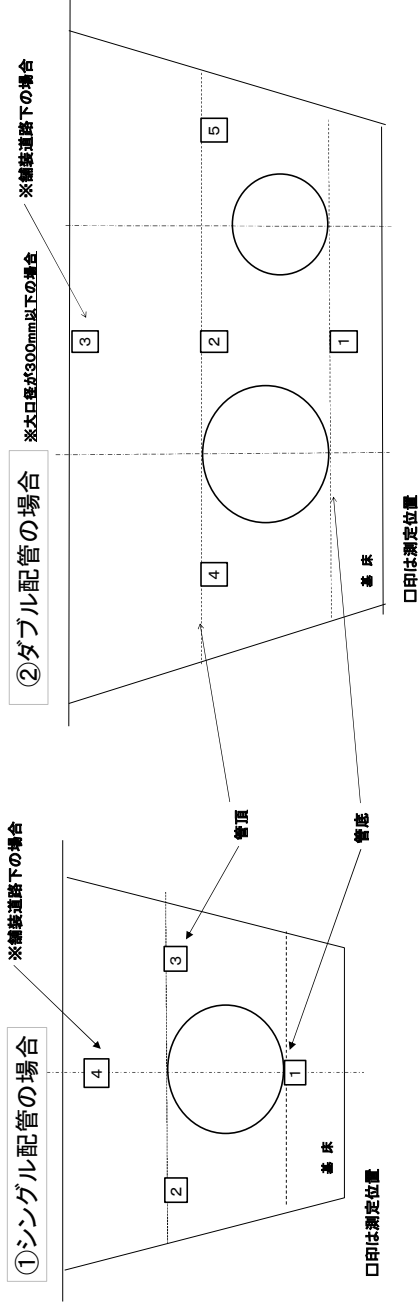 ①シングル配管の場合
※舗装道路下の場合
4
2
3
1
基 床
□印は測定位置
管頂
管底
②ダブル配管の場合
※大口径が300mm以下の場合
※舗装道路下の場合
3
4
2
5
1
基 床
□印は測定位置